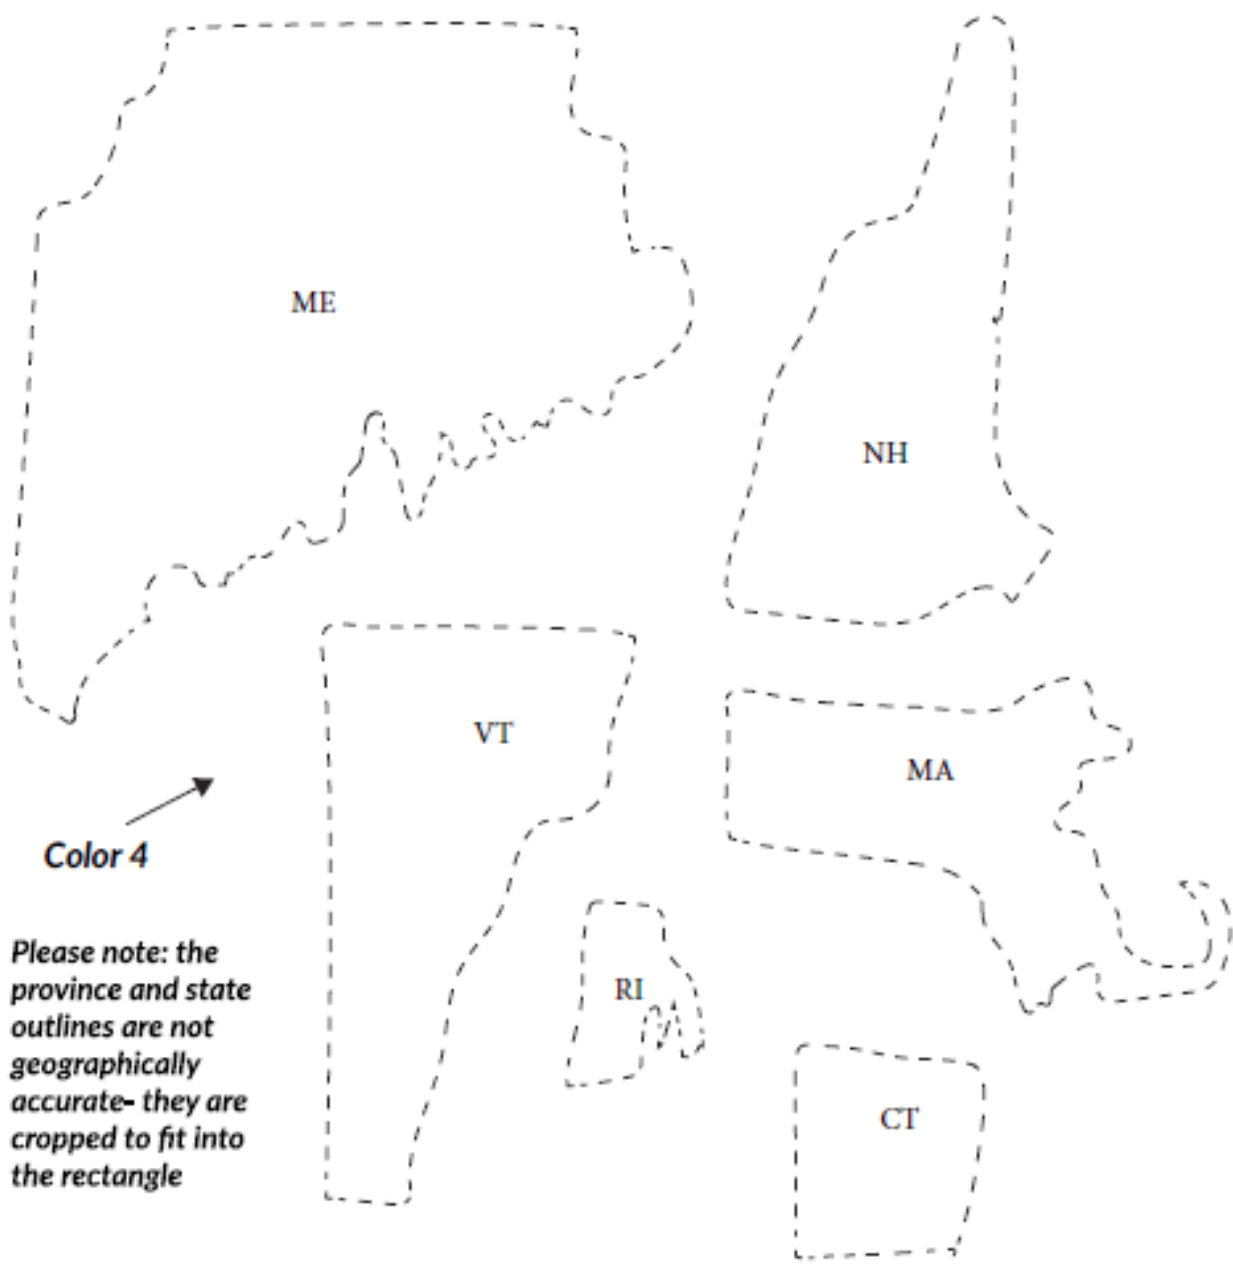 ME
NH
VT
MA
Color 4
Please note: the
province and state
outlines are not
geographically
accurate- they are
cropped to fit into
the rectangle
RI
CT